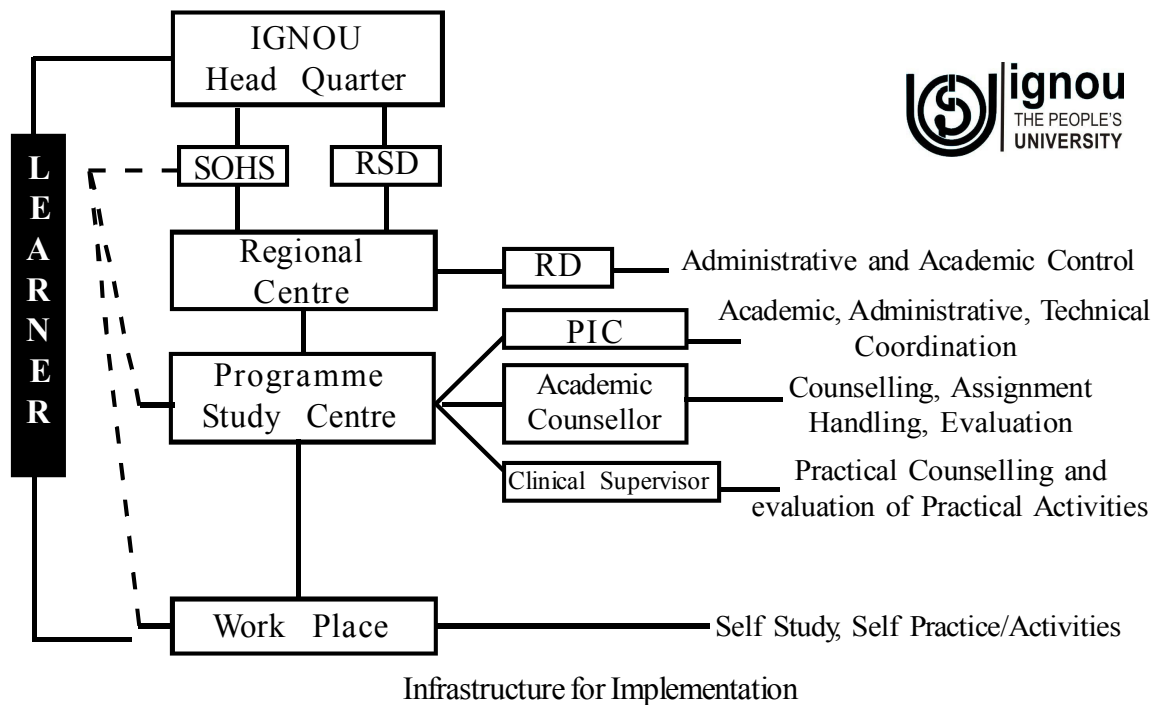 IGNOU
Head Quarter
ignou
THE PEOPLE'S
UNIVERSITY
LEARNER
SOHS
RSD
Regional
Centre
RD
Administrative and Academic Control
PIC
Academic, Administrative, Technical
Coordination
Programme
Study Centre
Academic
Counsellor
Counselling, Assignment
Handling, Evaluation
Clinical Supervisor
Practical Counselling and
evaluation of Practical Activities
Work Place
Self Study, Self Practice/Activities
Infrastructure for Implementation